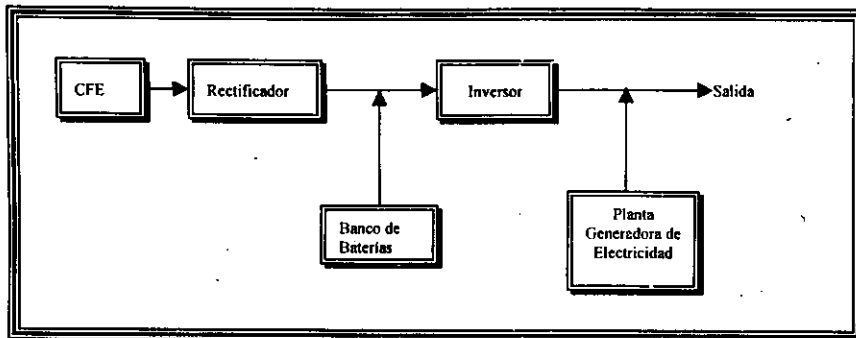 CFE
Rectificador
Inversor
Salida
Banco de
Baterías
Planta
Generadora de
Electricidad